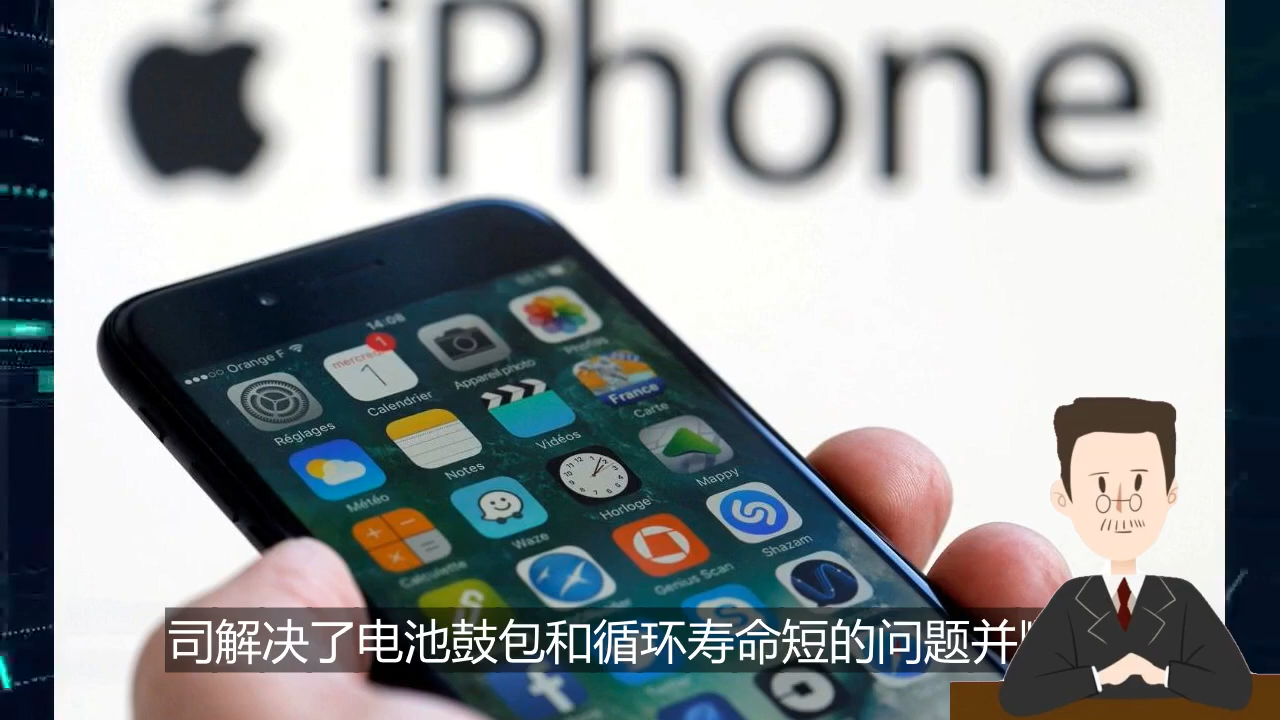 iPhone
14:08
●●●○○ Orange F
mercredi
1
1
Réglages
Calendrier
Appareil photo
Photos
Météo
Notes
Vidéos
France
Carte
Calculette
Waze
Horloge
Mappy
Genius Scan
Shazam
司解决了电池鼓包和循环寿命短的问题并